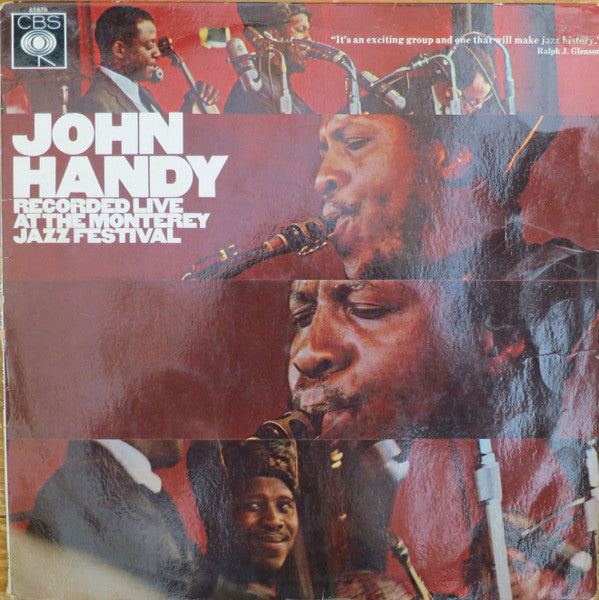 CBS
"It's an exciting group and one that will make jazz history."
Ralph J. Gleason
JOHN
HANDY
RECORDED LIVE
AT THE MONTEREY
JAZZ FESTIVAL